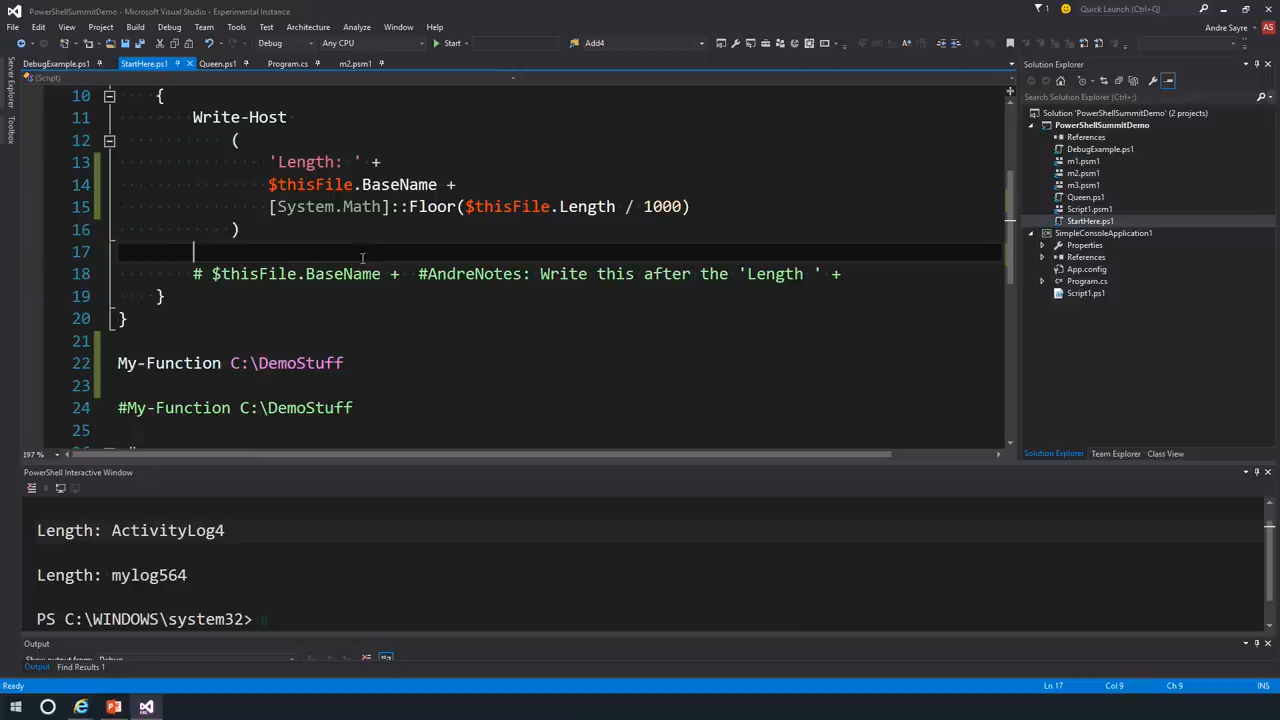 PowerShellSummitDemo - Microsoft Visual Studio - Experimental Instance
1
Quick Launch (Ctrl+;)
File Edit View Project Build Debug Team Tools Test Architecture Analyze Window Help
Andre Sayre AS
Debug Any CPU Start Add4
DebugExample.ps1 StartHere.ps1 Queen.ps1 Program.cs m2.psm1
(Script)
Server Explorer
Toolbox
10 {
11 Write-Host
12 (
13 'Length: ' +
14 $thisFile.BaseName +
15 [System.Math]::Floor($thisFile.Length / 1000)
16 )
17
18 # $thisFile.BaseName + #AndreNotes: Write this after the 'Length ' +
19 }
20 }
21
22 My-Function C:\DemoStuff
23
24 #My-Function C:\DemoStuff
25
197 %
Solution Explorer
Search Solution Explorer (Ctrl+;)
Solution 'PowerShellSummitDemo' (2 projects)
PowerShellSummitDemo
References
DebugExample.ps1
m1.psm1
m2.psm1
m3.psm1
Queen.ps1
Script1.psm1
StartHere.ps1
SimpleConsoleApplication1
Properties
References
App.config
Program.cs
Script1.ps1
Solution Explorer Team Explorer Class View
PowerShell Interactive Window
Length: ActivityLog4
Length: mylog564
PS C:\WINDOWS\system32>
Output
Show output from: Debug
Output Find Results 1
Ready Ln 17 Col 9 Ch 9 INS